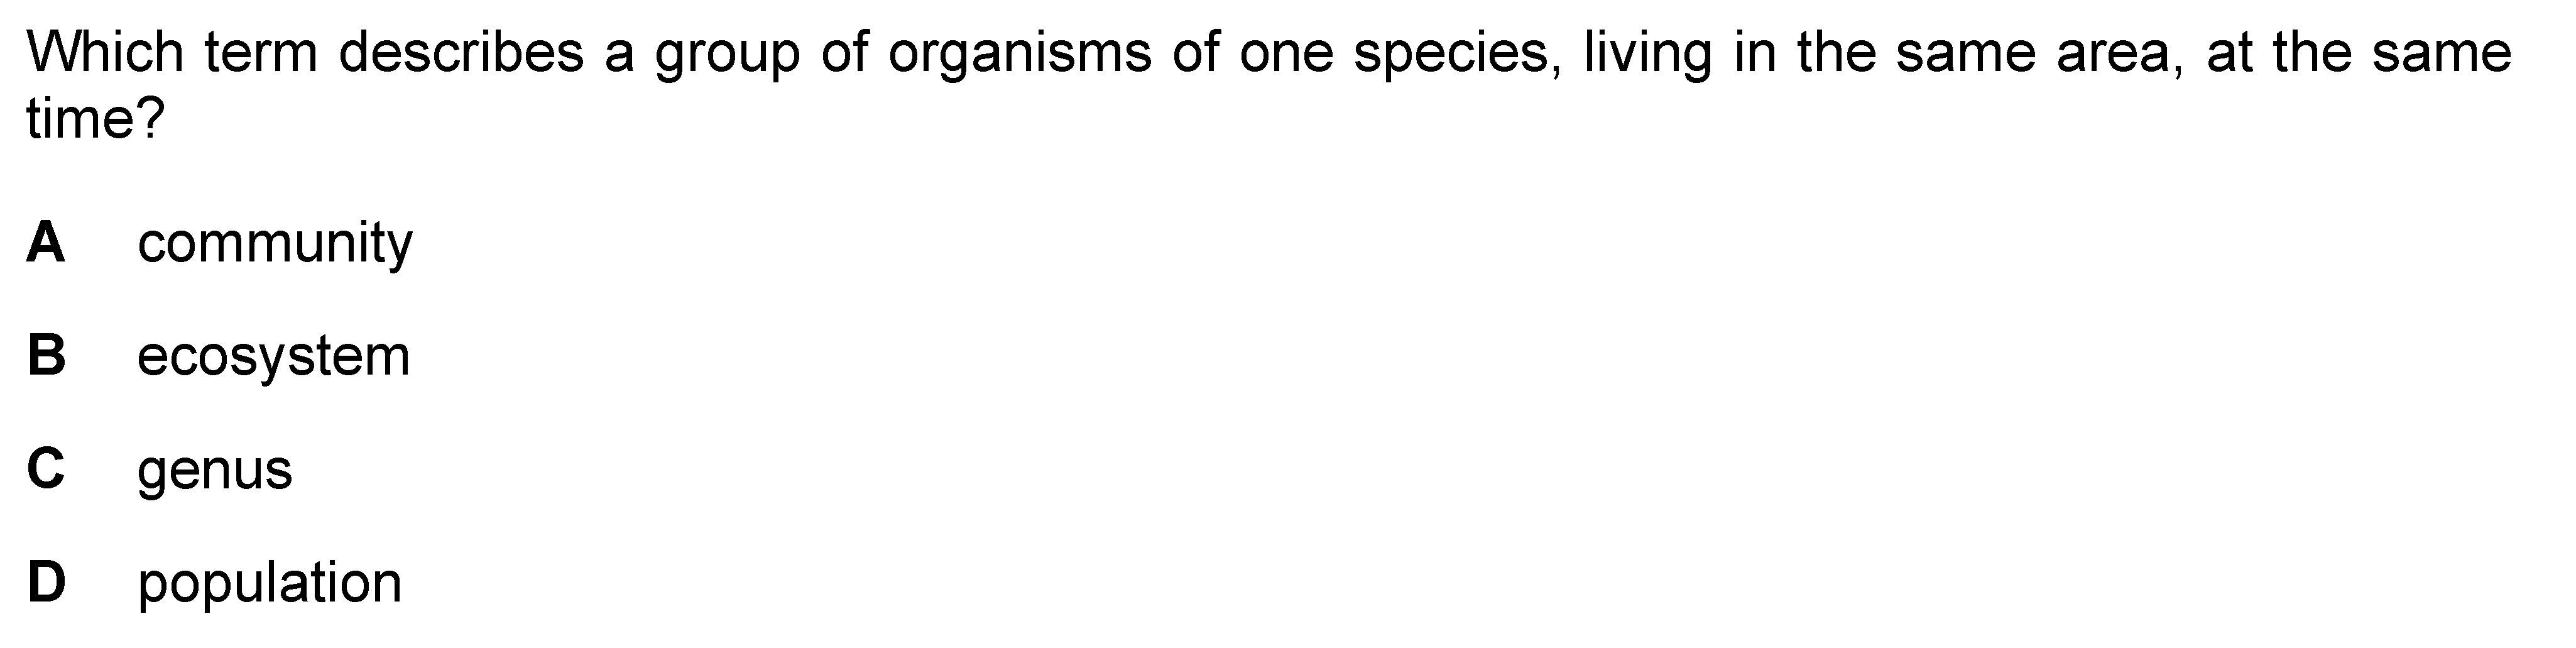 Which term describes a group of organisms of one species, living in the same area, at the same
time?
A community
B ecosystem
C genus
D population